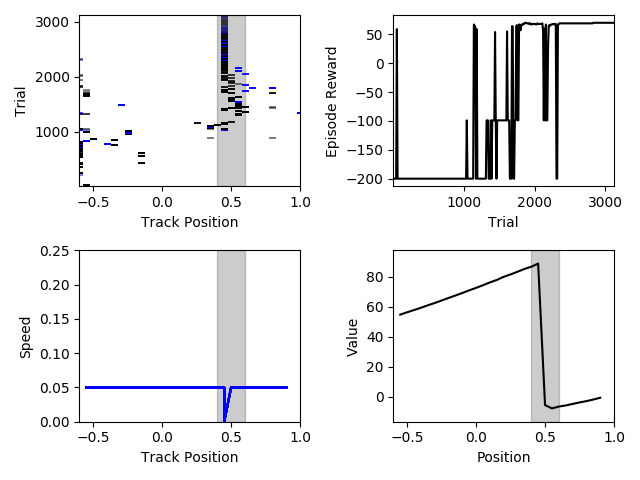 3000
2000
1000
Trial
−0.5 0.0 0.5 1.0
Track Position
50
0
−50
−100
−150
−200
Episode Reward
1000 2000 3000
Trial
0.25
0.20
0.15
0.10
0.05
0.00
Speed
−0.5 0.0 0.5 1.0
Track Position
80
60
40
20
0
Value
−0.5 0.0 0.5 1.0
Position